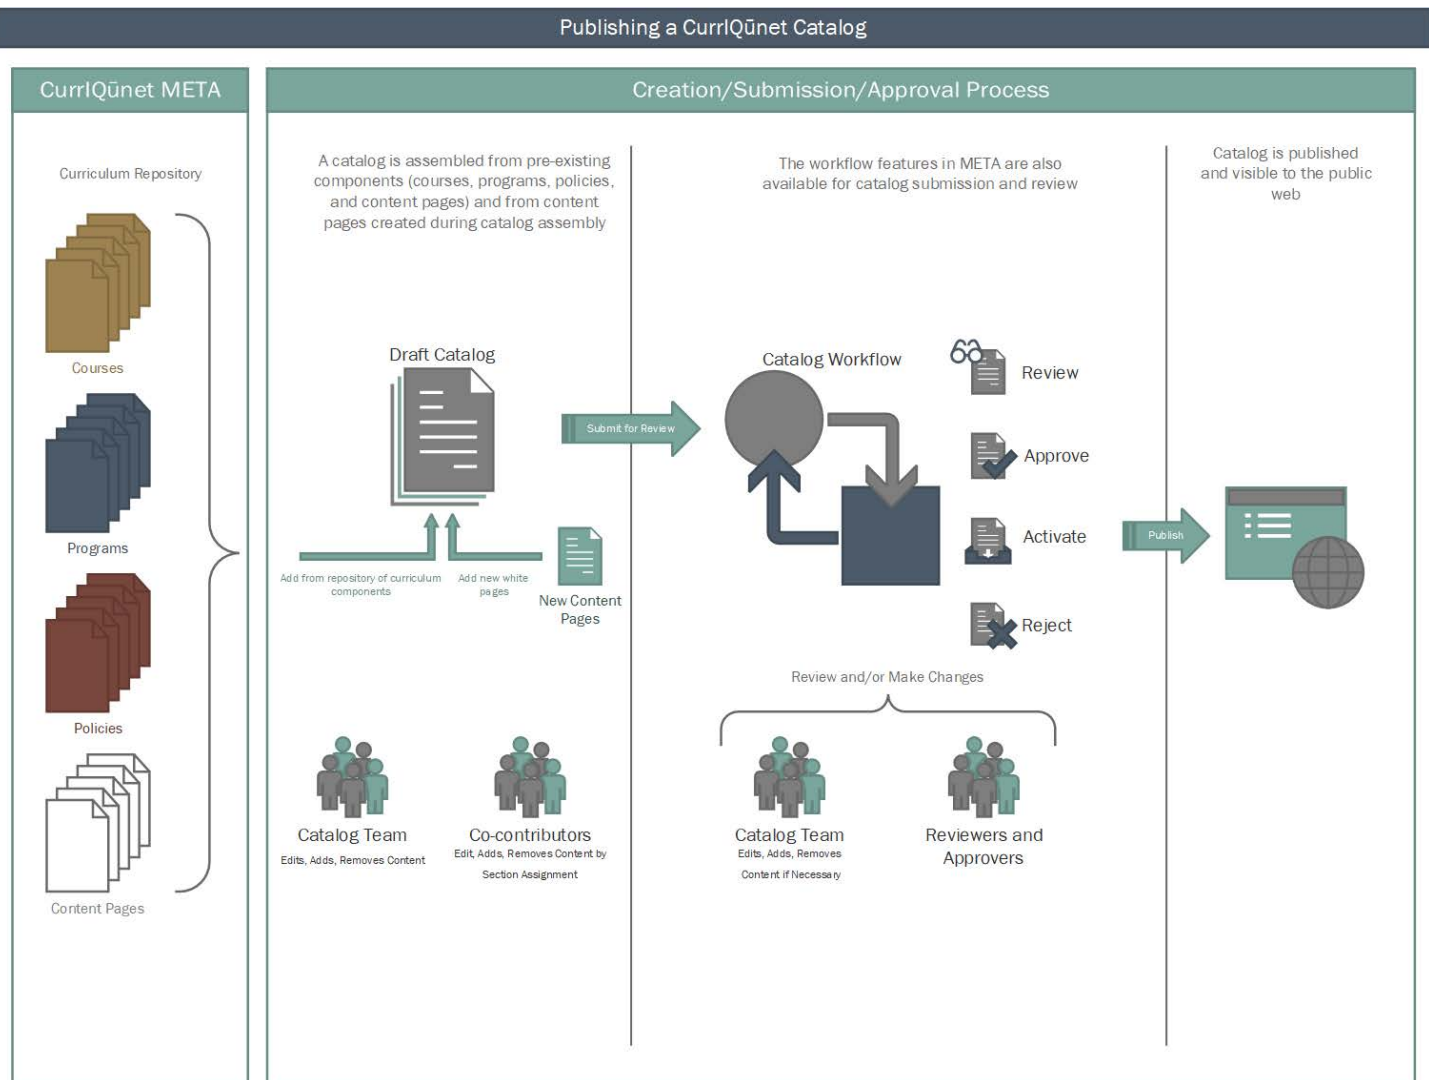 Publishing a CurrIQūnet Catalog
CurrIQūnet META
Curriculum Repository
Courses
Programs
Policies
Content Pages
Creation/Submission/Approval Process
A catalog is assembled from pre-existing
components (courses, programs, policies,
and content pages) and from content
pages created during catalog assembly
Draft Catalog
Add from repository of curriculum
components
Add new white
pages
New Content
Pages
Catalog Team
Edits, Adds, Removes Content
Co-contributors
Edit, Adds, Removes Content by
Section Assignment
Submit for Review
The workflow features in META are also
available for catalog submission and review
Catalog Workflow
Review
Approve
Activate
Reject
Review and/or Make Changes
Catalog Team
Edits, Adds, Removes
Content if Necessary
Reviewers and
Approvers
Publish
Catalog is published
and visible to the public
web